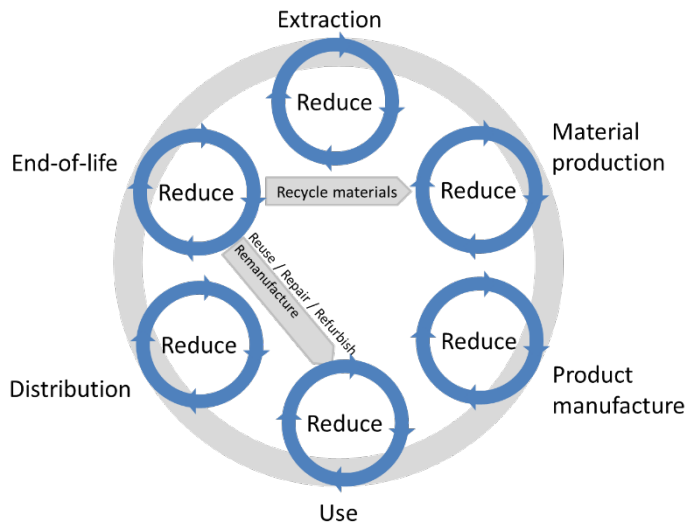 Extraction
Reduce
Material
production
Reduce
End-of-life
Reduce
Recycle materials
Reuse / Repair / Refurbish
Remanufacture
Distribution
Reduce
Reduce
Product
manufacture
Reduce
Use